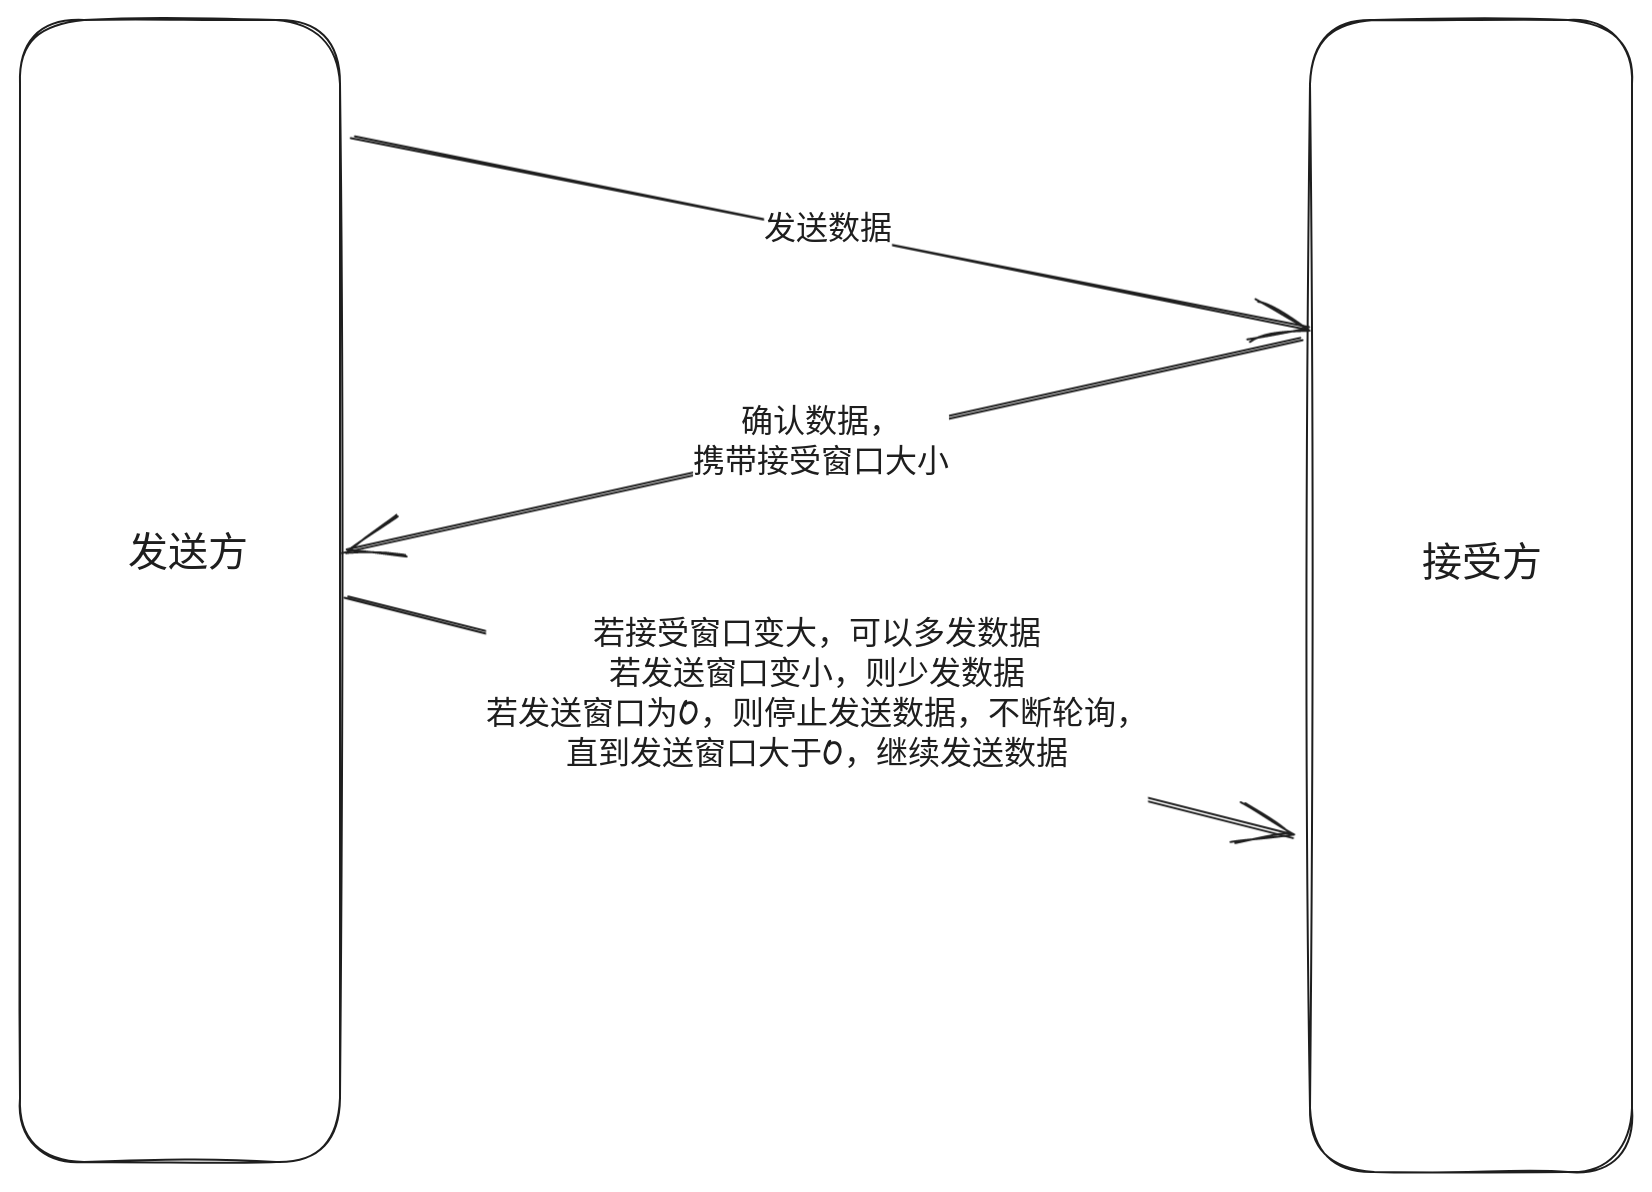 发送数据
确认数据，
携带接受窗口大小
发送方
接受方
若接受窗口变大，可以多发数据
若发送窗口变小，则少发数据
若发送窗口为0，则停止发送数据，不断轮询，
直到发送窗口大于0，继续发送数据